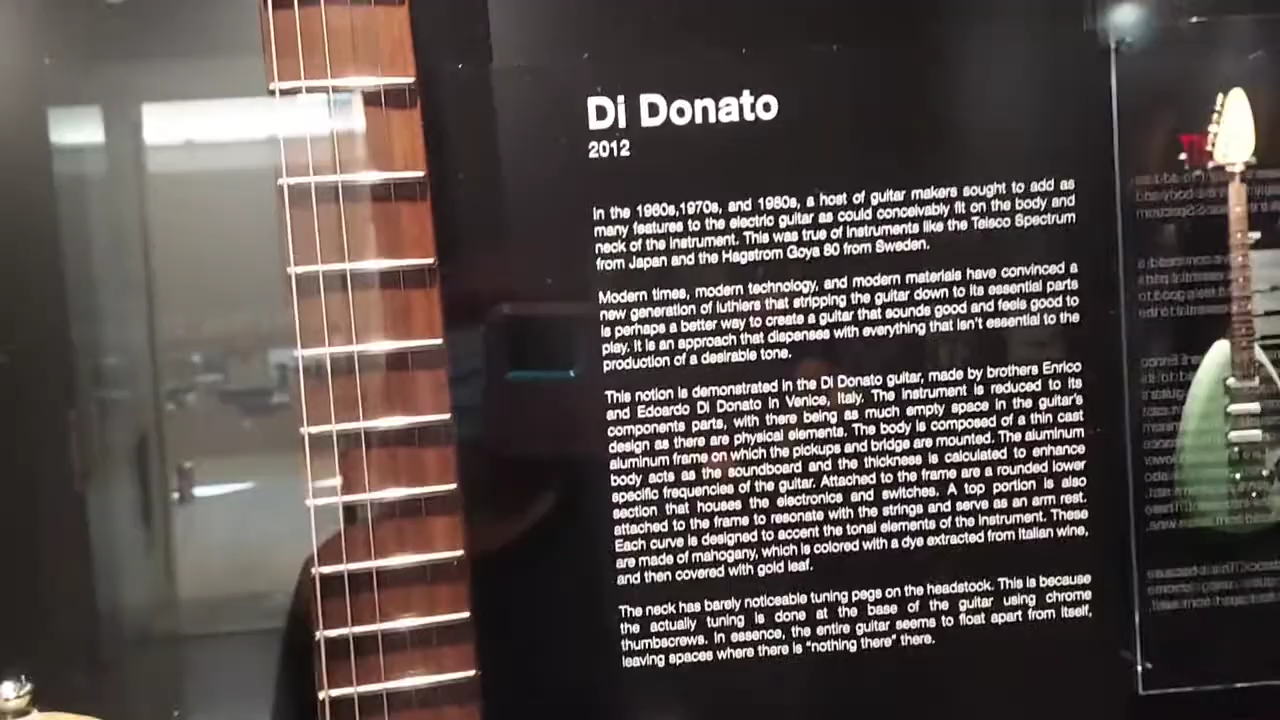 Di Donato
2012
In the 1960s,1970s, and 1980s, a host of guitar makers sought to add as
many features to the electric guitar as could conceivably fit on the body and
neck of the instrument. This was true of instruments like the Teisco Spectrum
from Japan and the Hagstrom Goya 80 from Sweden.
Modern times, modern technology, and modern materials have convinced a
new generation of luthiers that stripping the guitar down to its essential parts
is perhaps a better way to create a guitar that sounds good and feels good to
play. It is an approach that dispenses with everything that isn't essential to the
production of a desirable tone.
This notion is demonstrated in the Di Donato guitar, made by brothers Enrico
and Edoardo Di Donato in Venice, Italy. The instrument is reduced to its
components parts, with there being as much empty space in the guitar's
design as there are physical elements. The body is composed of a thin cast
aluminum frame on which the pickups and bridge are mounted. The aluminum
body acts as the soundboard and the thickness is calculated to enhance
specific frequencies of the guitar. Attached to the frame are a rounded lower
section that houses the electronics and switches. A top portion is also
attached to the frame to resonate with the strings and serve as an arm rest.
Each curve is designed to accent the tonal elements of the instrument. These
are made of mahogany, which is colored with a dye extracted from Italian wine,
and then covered with gold leaf.
The neck has barely noticeable tuning pegs on the headstock. This is because
the actually tuning is done at the base of the guitar using chrome
thumbscrews. In essence, the entire guitar seems to float apart from itself,
leaving spaces where there is "nothing there" there.